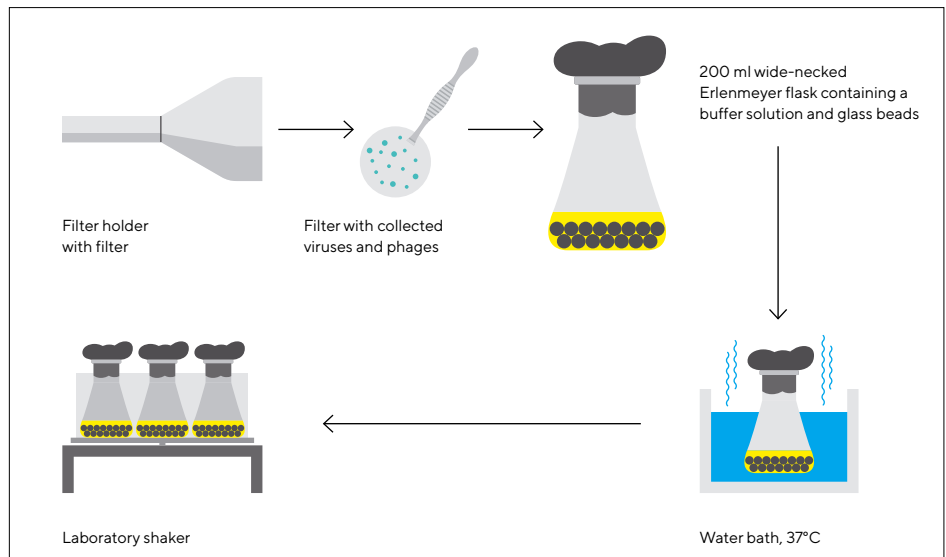 200 ml wide-necked
Erlenmeyer flask containing a
buffer solution and glass beads
Filter holder
with filter
Filter with collected
viruses and phages
Laboratory shaker
Water bath, 37°C